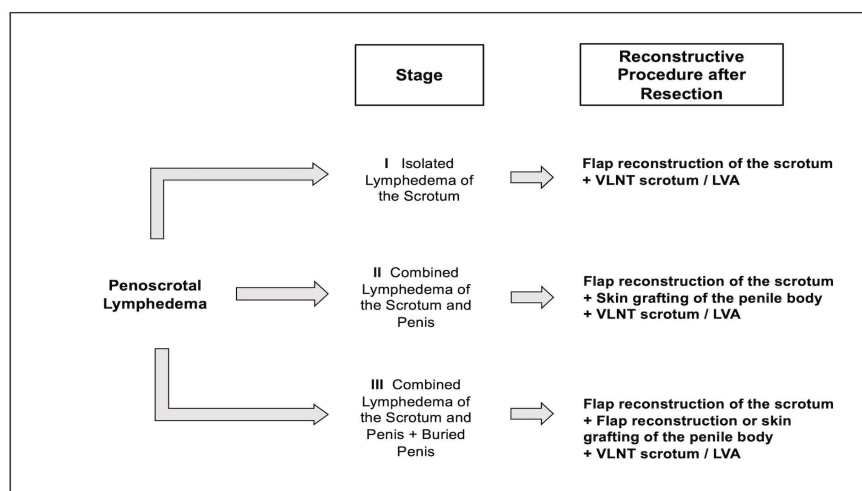 Stage
Reconstructive
Procedure after
Resection
Penoscrotal
Lymphedema
I Isolated
Lymphedema of
the Scrotum
Flap reconstruction of the scrotum
+ VLNT scrotum / LVA
II Combined
Lymphedema of
the Scrotum and
Penis
Flap reconstruction of the scrotum
+ Skin grafting of the penile body
+ VLNT scrotum / LVA
III Combined
Lymphedema of
the Scrotum and
Penis + Buried
Penis
Flap reconstruction of the scrotum
+ Flap reconstruction or skin
grafting of the penile body
+ VLNT scrotum / LVA